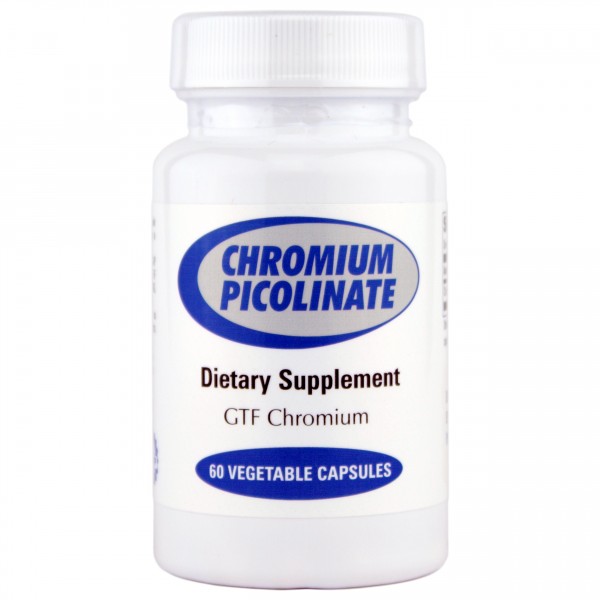 CHROMIUM
PICOLINATE
Dietary Supplement
GTF Chromium
60 VEGETABLE CAPSULES